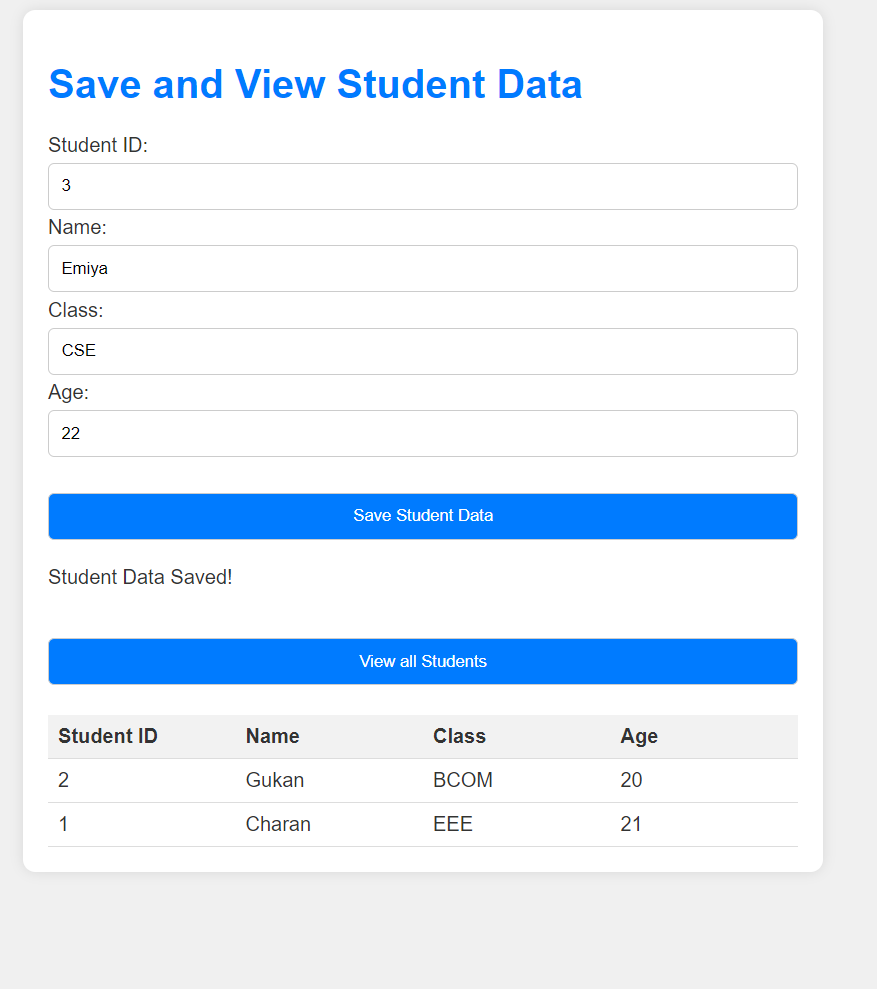 Save and View Student Data
Student ID:
3
Name:
Emiya
Class:
CSE
Age:
22
Save Student Data
Student Data Saved!
View all Students
Student ID Name Class Age
2 Gukan BCOM 20
1 Charan EEE 21